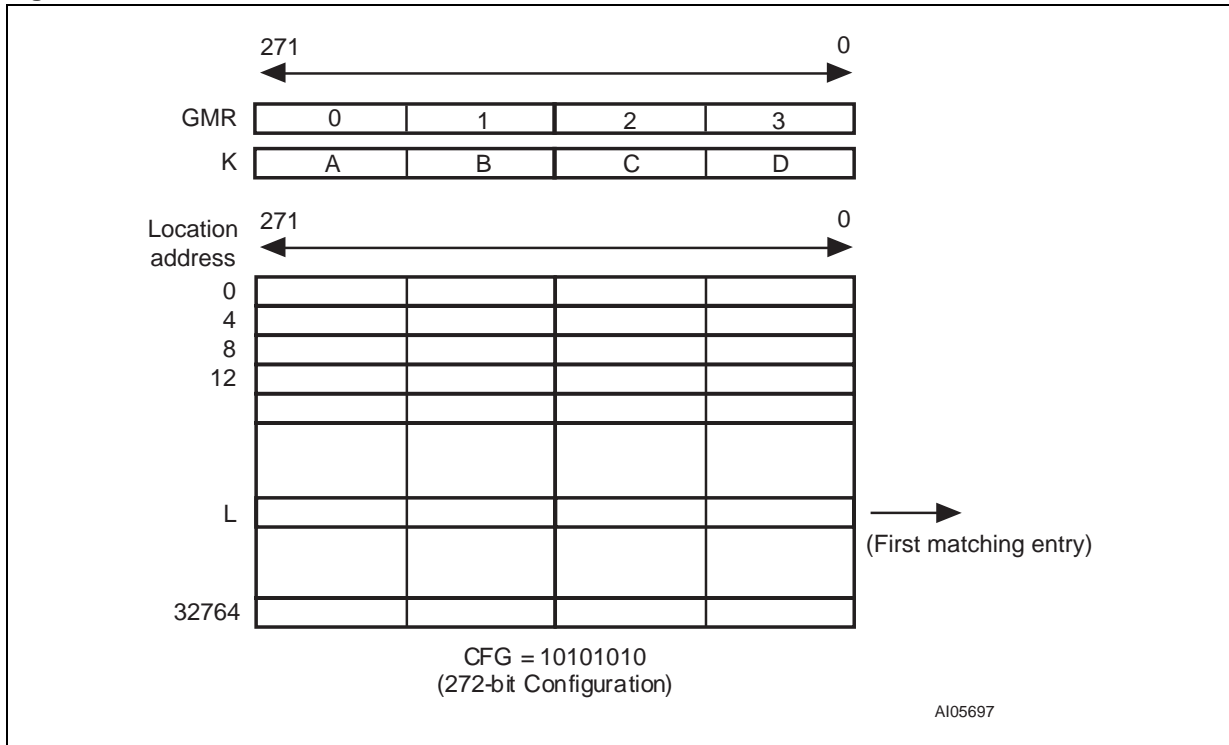 271 0
GMR 0 1 2 3
K A B C D
Location address
271 0
0
4
8
12
L
(First matching entry)
32764
CFG = 10101010
(272-bit Configuration)
AI05697